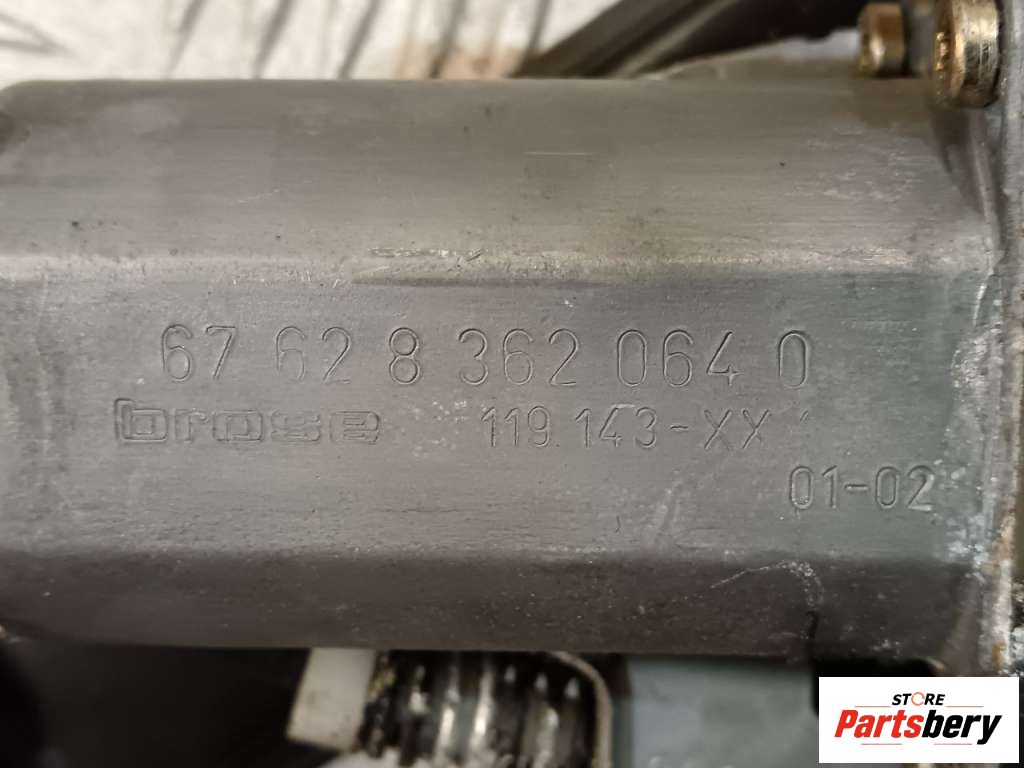 67 62 8 362 064 0
brose 119.143-XX
01-02
STORE
Partsbery